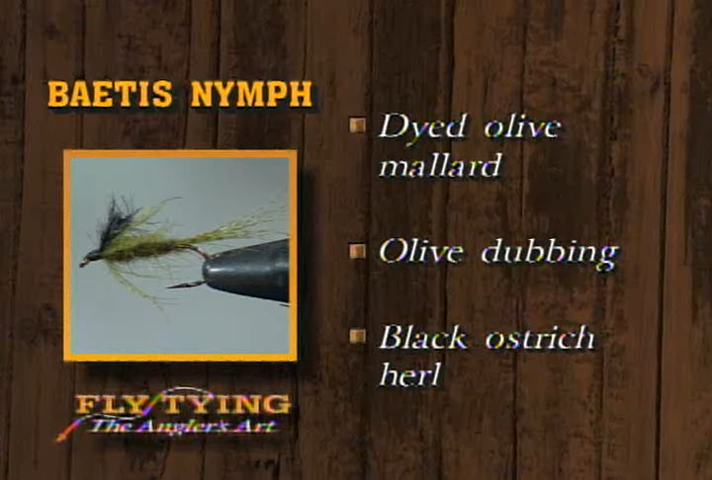 BAETIS NYMPH
Dyed olive
mallard
Olive dubbing
Black ostrich
herl
FLY TYING
The Angler's Art